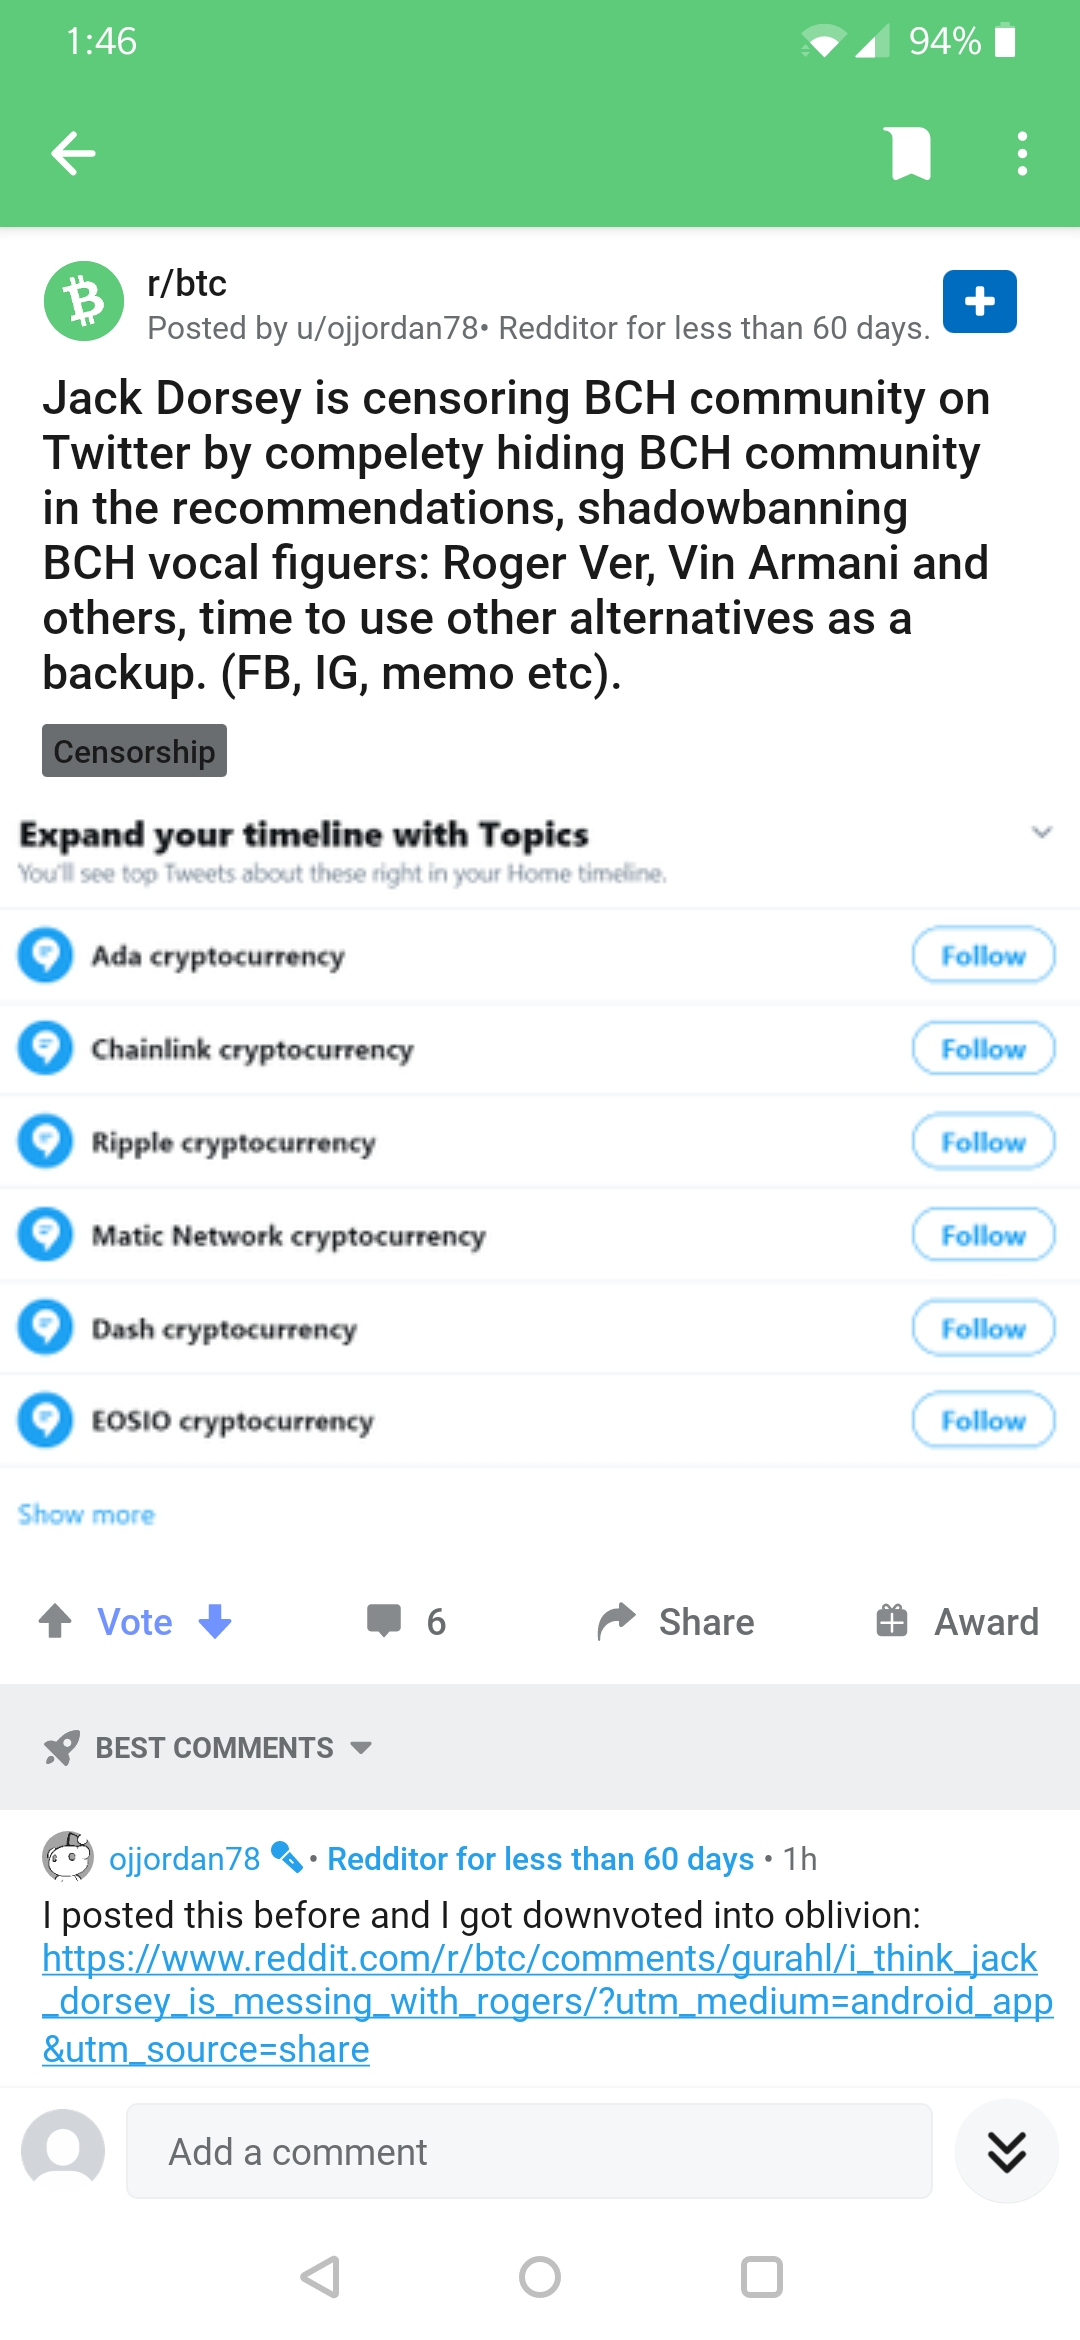 1:46
94%
r/btc
Posted by u/ojjordan78• Redditor for less than 60 days.
Jack Dorsey is censoring BCH community on
Twitter by compelety hiding BCH community
in the recommendations, shadowbanning
BCH vocal figuers: Roger Ver, Vin Armani and
others, time to use other alternatives as a
backup. (FB, IG, memo etc).
Censorship
Expand your timeline with Topics
You'll see top Tweets about these right in your Home timeline.
Ada cryptocurrency Follow
Chainlink cryptocurrency Follow
Ripple cryptocurrency Follow
Matic Network cryptocurrency Follow
Dash cryptocurrency Follow
EOSIO cryptocurrency Follow
Show more
Vote 6 Share Award
BEST COMMENTS
ojjordan78 • Redditor for less than 60 days • 1h
I posted this before and I got downvoted into oblivion:
https://www.reddit.com/r/btc/comments/gurahl/i_think_jack
_dorsey_is_messing_with_rogers/?utm_medium=android_app
&utm_source=share
Add a comment